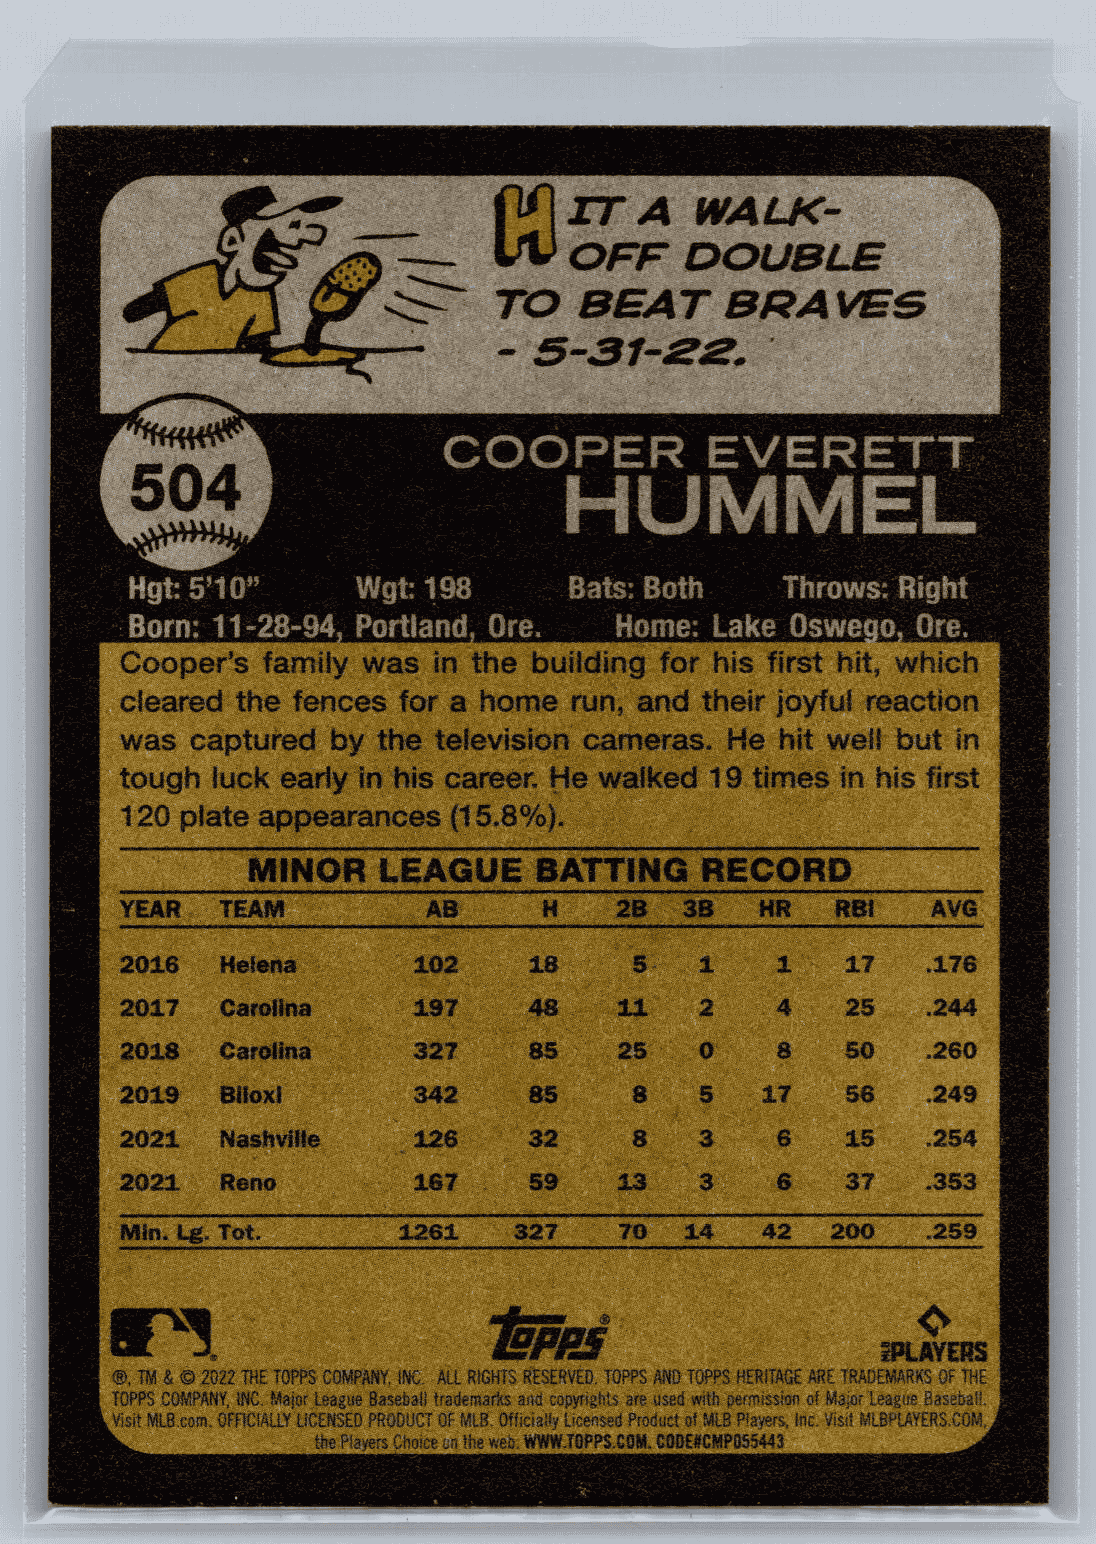 HIT A WALK-
OFF DOUBLE
TO BEAT BRAVES
- 5-31-22.
504
COOPER EVERETT
HUMMEL
Hgt: 5'10” Wgt: 198 Bats: Both Throws: Right
Born: 11-28-94, Portland, Ore. Home: Lake Oswego, Ore.
Cooper's family was in the building for his first hit, which
cleared the fences for a home run, and their joyful reaction
was captured by the television cameras. He hit well but in
tough luck early in his career. He walked 19 times in his first
120 plate appearances (15.8%).
MINOR LEAGUE BATTING RECORD
YEAR TEAM AB H 2B 3B HR RBI AVG
2016 Helena 102 18 5 1 1 17 .176
2017 Carolina 197 48 11 2 4 25 .244
2018 Carolina 327 85 25 0 8 50 .260
2019 Biloxi 342 85 8 5 17 56 .249
2021 Nashville 126 32 8 3 6 15 .254
2021 Reno 167 59 13 3 6 37 .353
Min. Lg. Tot. 1261 327 70 14 42 200 .259
topps®
MLB PLAYERS
®, TM & © 2022 THE TOPPS COMPANY, INC. ALL RIGHTS RESERVED. TOPPS AND TOPPS HERITAGE ARE TRADEMARKS OF THE
TOPPS COMPANY, INC. Major League Baseball trademarks and copyrights are used with permission of Major League Baseball.
Visit MLB.com. OFFICIALLY LICENSED PRODUCT OF MLB. Officially Licensed Product of MLB Players, Inc. Visit MLBPLAYERS.COM,
the Players Choice on the web. WWW.TOPPS.COM. CODE#CMP055443